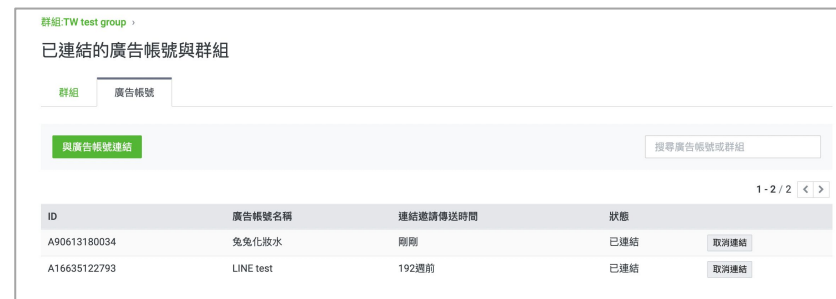 群組:TW test group ›
已連結的廣告帳號與群組
群組 廣告帳號
與廣告帳號連結 搜尋廣告帳號或群組
1 - 2 / 2 < >
ID 廣告帳號名稱 連結邀請傳送時間 狀態
A90613180034 兔兔化妝水 剛剛 已連結 取消連結
A16635122793 LINE test 192週前 已連結 取消連結